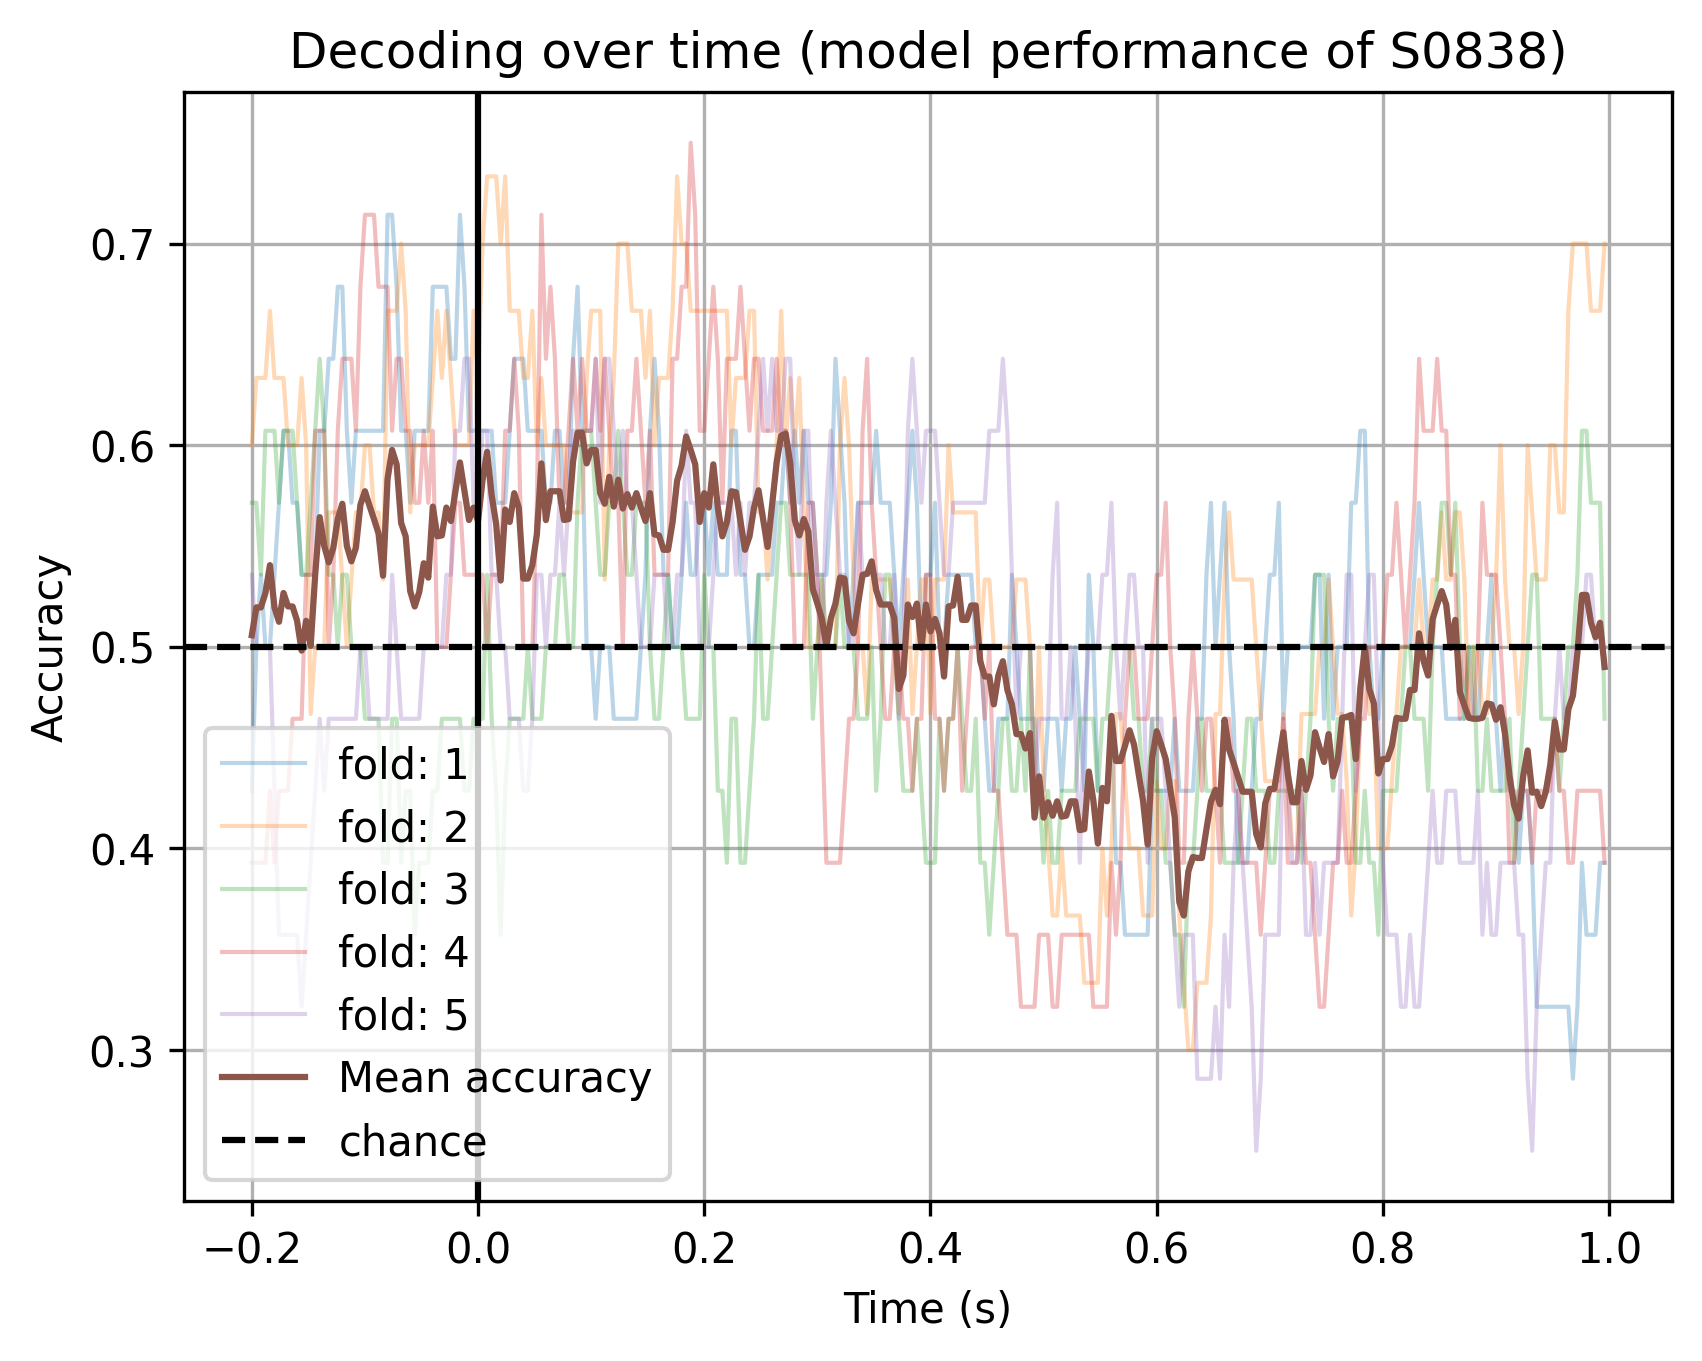 Decoding over time (model performance of S0838)
Accuracy
0.7
0.6
0.5
0.4
0.3
fold: 1
fold: 2
fold: 3
fold: 4
fold: 5
Mean accuracy
chance
−0.2 0.0 0.2 0.4 0.6 0.8 1.0
Time (s)